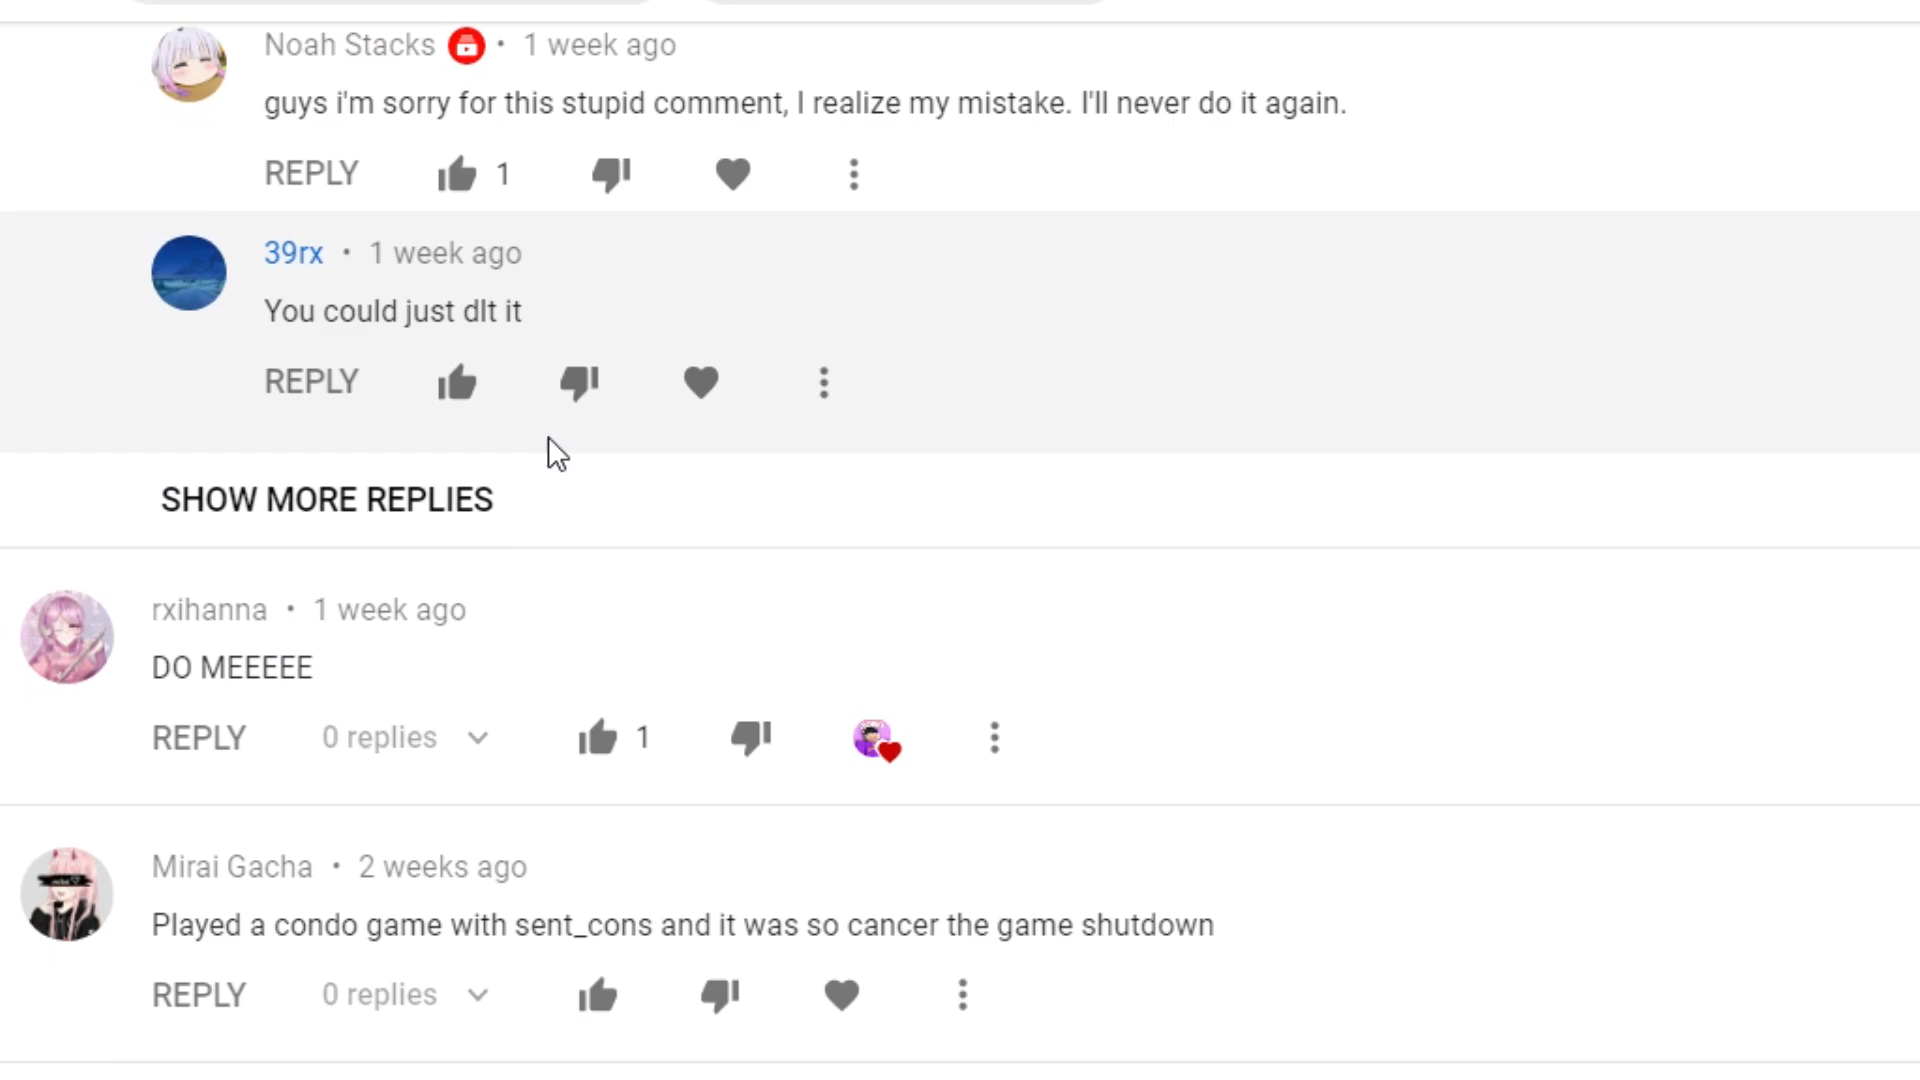 Noah Stacks • 1 week ago
guys i'm sorry for this stupid comment, I realize my mistake. I'll never do it again.
REPLY 1
39rx • 1 week ago
You could just dlt it
REPLY
SHOW MORE REPLIES
rxihanna • 1 week ago
DO MEEEEE
REPLY 0 replies 1
Mirai Gacha • 2 weeks ago
Played a condo game with sent_cons and it was so cancer the game shutdown
REPLY 0 replies